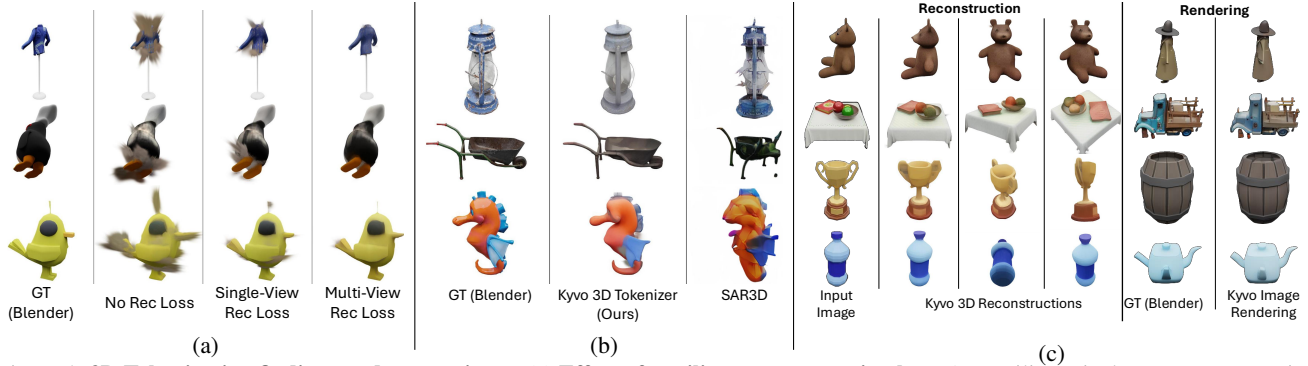 Reconstruction
Rendering
GT
(Blender)
No Rec Loss
Single-View
Rec Loss
Multi-View
Rec Loss
(a)
GT (Blender)
Kyvo 3D Tokenizer
(Ours)
SAR3D
(b)
Input
Image
Kyvo 3D Reconstructions
GT (Blender)
Kyvo Image
Rendering
(c)